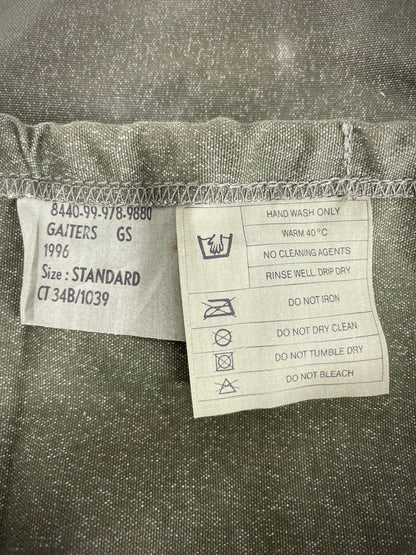 8440-99-978-9880
GAITERS GS
1996
Size : STANDARD
CT 34B/1039
HAND WASH ONLY
WARM 40°C
NO CLEANING AGENTS
RINSE WELL. DRIP DRY
DO NOT IRON
DO NOT DRY CLEAN
DO NOT TUMBLE DRY
DO NOT BLEACH